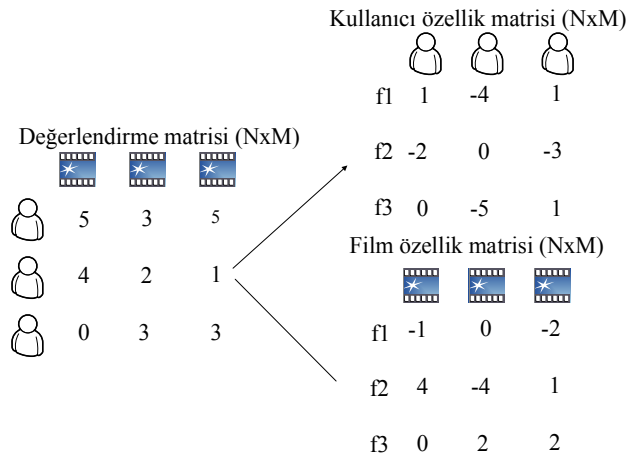 Kullanıcı özellik matrisi (NxM)
f1 1 -4 1
f2 -2 0 -3
f3 0 -5 1
Değerlendirme matrisi (NxM)
5 3 5
4 2 1
0 3 3
Film özellik matrisi (NxM)
f1 -1 0 -2
f2 4 -4 1
f3 0 2 2